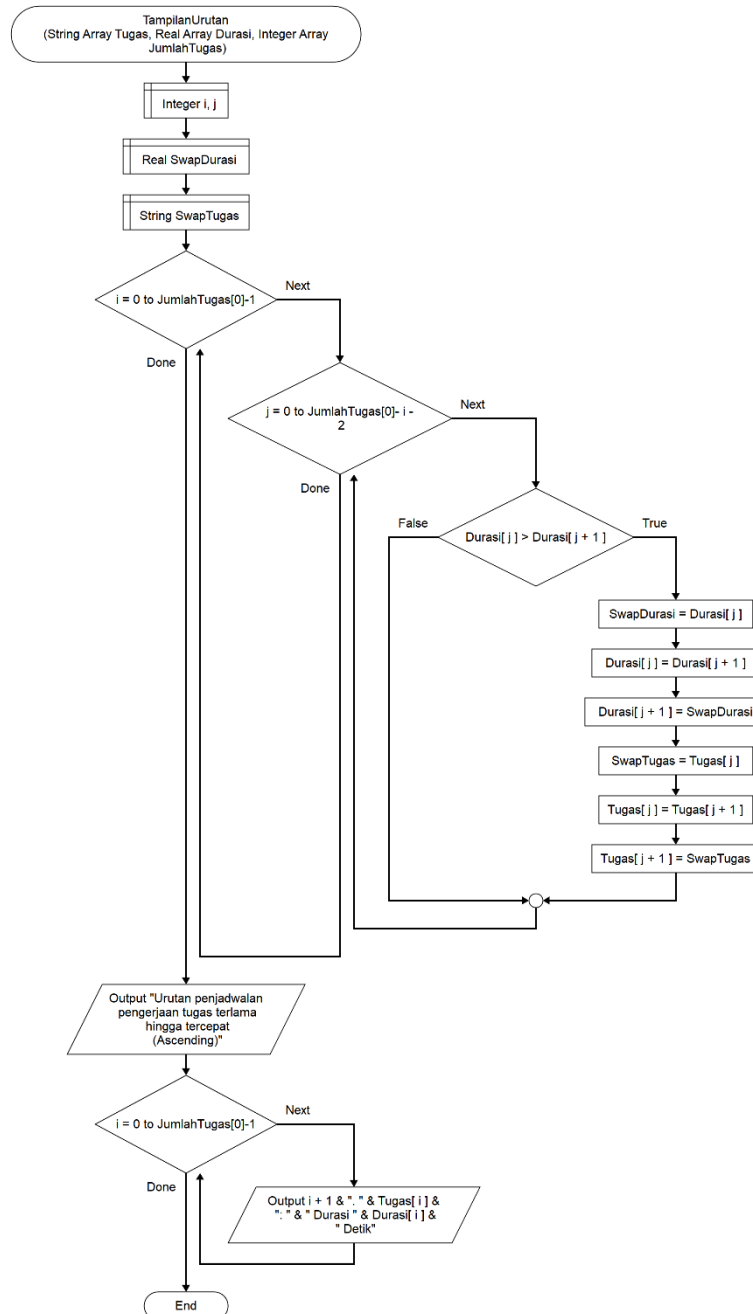 TampilanUrutan
(String Array Tugas, Real Array Durasi, Integer Array
JumlahTugas)
Integer i, j
Real SwapDurasi
String SwapTugas
i = 0 to JumlahTugas[0]-1
Next
Done
j = 0 to JumlahTugas[0]- i -
2
Next
Done
Durasi[ j ] > Durasi[ j + 1 ]
False
True
SwapDurasi = Durasi[ j ]
Durasi[ j ] = Durasi[ j + 1 ]
Durasi[ j + 1 ] = SwapDurasi
SwapTugas = Tugas[ j ]
Tugas[ j ] = Tugas[ j + 1 ]
Tugas[ j + 1 ] = SwapTugas
Output "Urutan penjadwalan
pengerjaan tugas terlama
hingga tercepat
(Ascending)"
i = 0 to JumlahTugas[0]-1
Next
Done
Output i + 1 & ". " & Tugas[ i ] &
": " & " Durasi " & Durasi[ i ] &
" Detik"
End